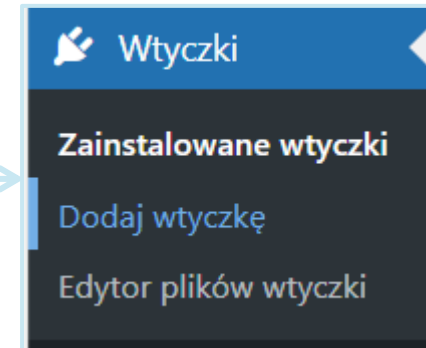 Wtyczki
Zainstalowane wtyczki
Dodaj wtyczkę
Edytor plików wtyczki